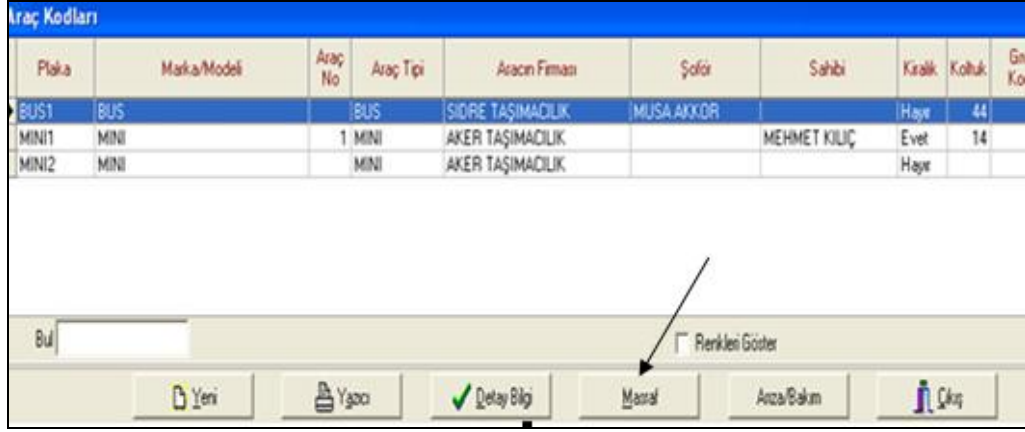 Araç Kodları
Plaka Marka/Modeli Araç No Araç Tipi Aracın Firması Şoför Sahibi Kiralık Koltuk
BUS1 BUS BUS SIDRE TAŞIMACILIK MUSA AKKOR Hayır 44
MINI1 MINI 1 MINI AKER TAŞIMACILIK MEHMET KILIÇ Evet 14
MINI2 MINI MINI AKER TAŞIMACILIK Hayır
Bul Renkleri Göster
Yeni Yazıcı Detay Bilgi Masraf Arıza/Bakım Çıkış